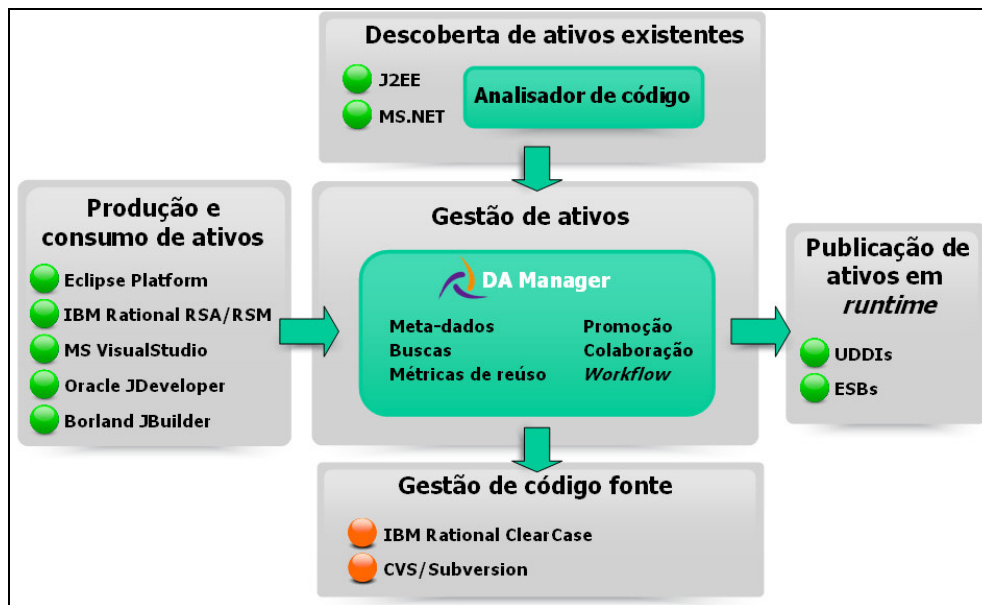 Descoberta de ativos existentes
J2EE
MS.NET
Analisador de código
Produção e
consumo de ativos
Eclipse Platform
IBM Rational RSA/RSM
MS VisualStudio
Oracle JDeveloper
Borland JBuilder
Gestão de ativos
DA Manager
Meta-dados
Buscas
Métricas de reúso
Promoção
Colaboração
Workflow
Publicação de
ativos em
runtime
UDDIs
ESBs
Gestão de código fonte
IBM Rational ClearCase
CVS/Subversion